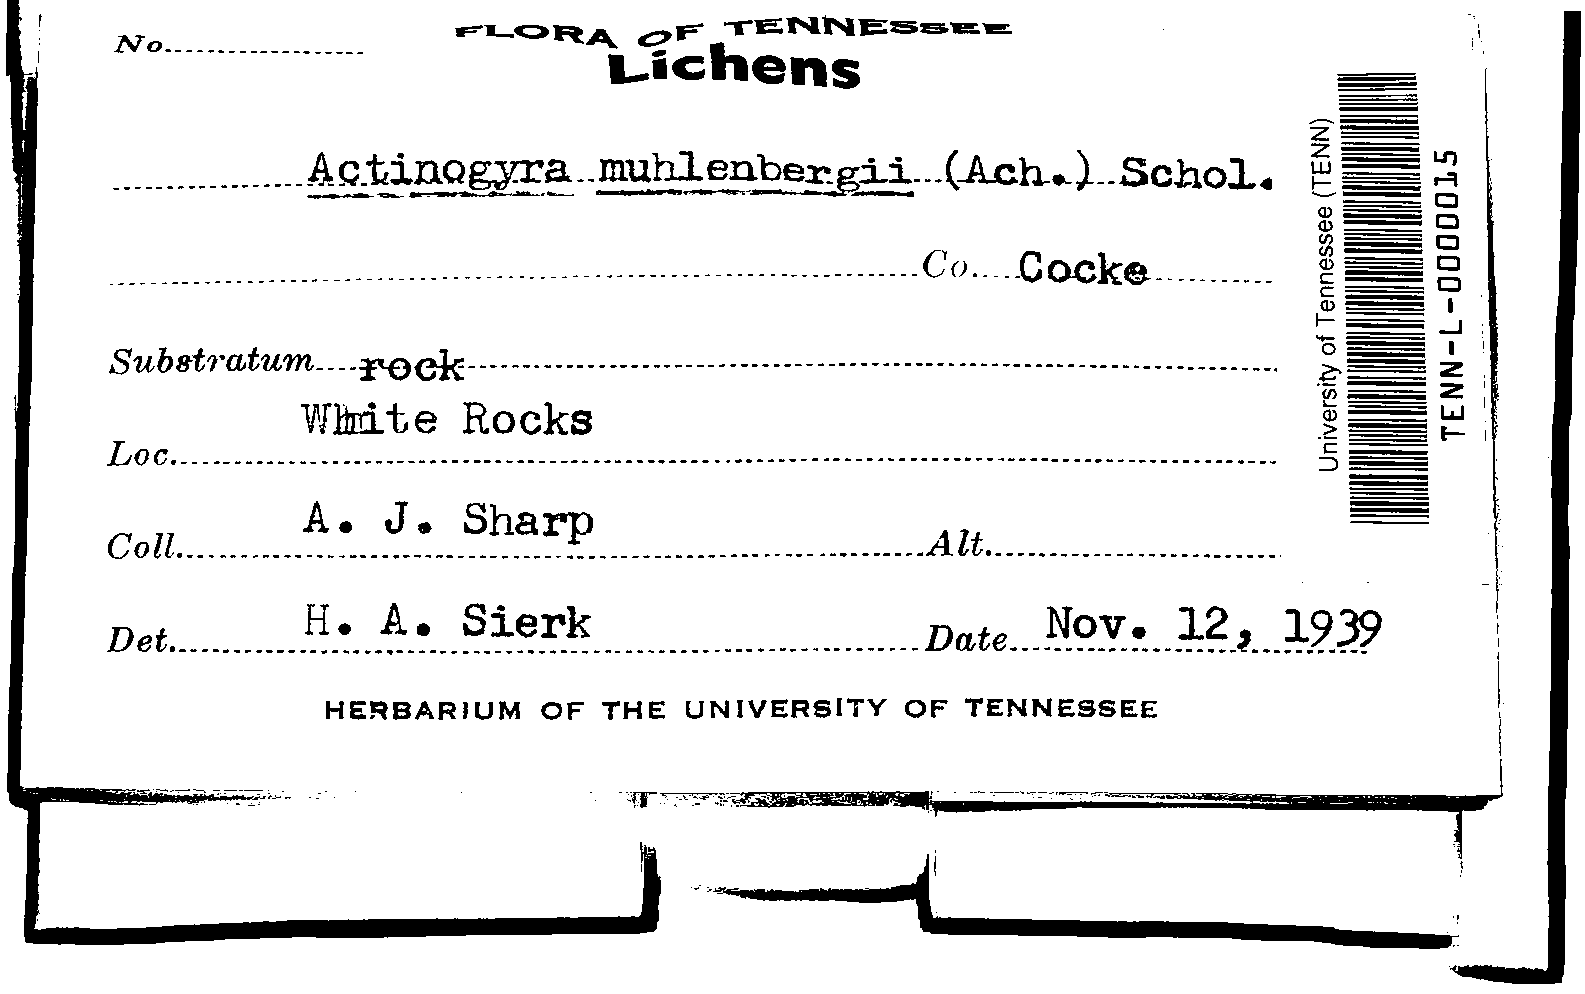 FLORA OF TENNESSEE
No.
Lichens
Actinogyra muhlenbergii (Ach.) Schol.
Co. Cocke
Substratum rock
White Rocks
Loc.
A. J. Sharp
Coll. Alt.
H. A. Sierk
Det. Date Nov. 12, 1939
HERBARIUM OF THE UNIVERSITY OF TENNESSEE
University of Tennessee (TENN)
TENN-L-0000015